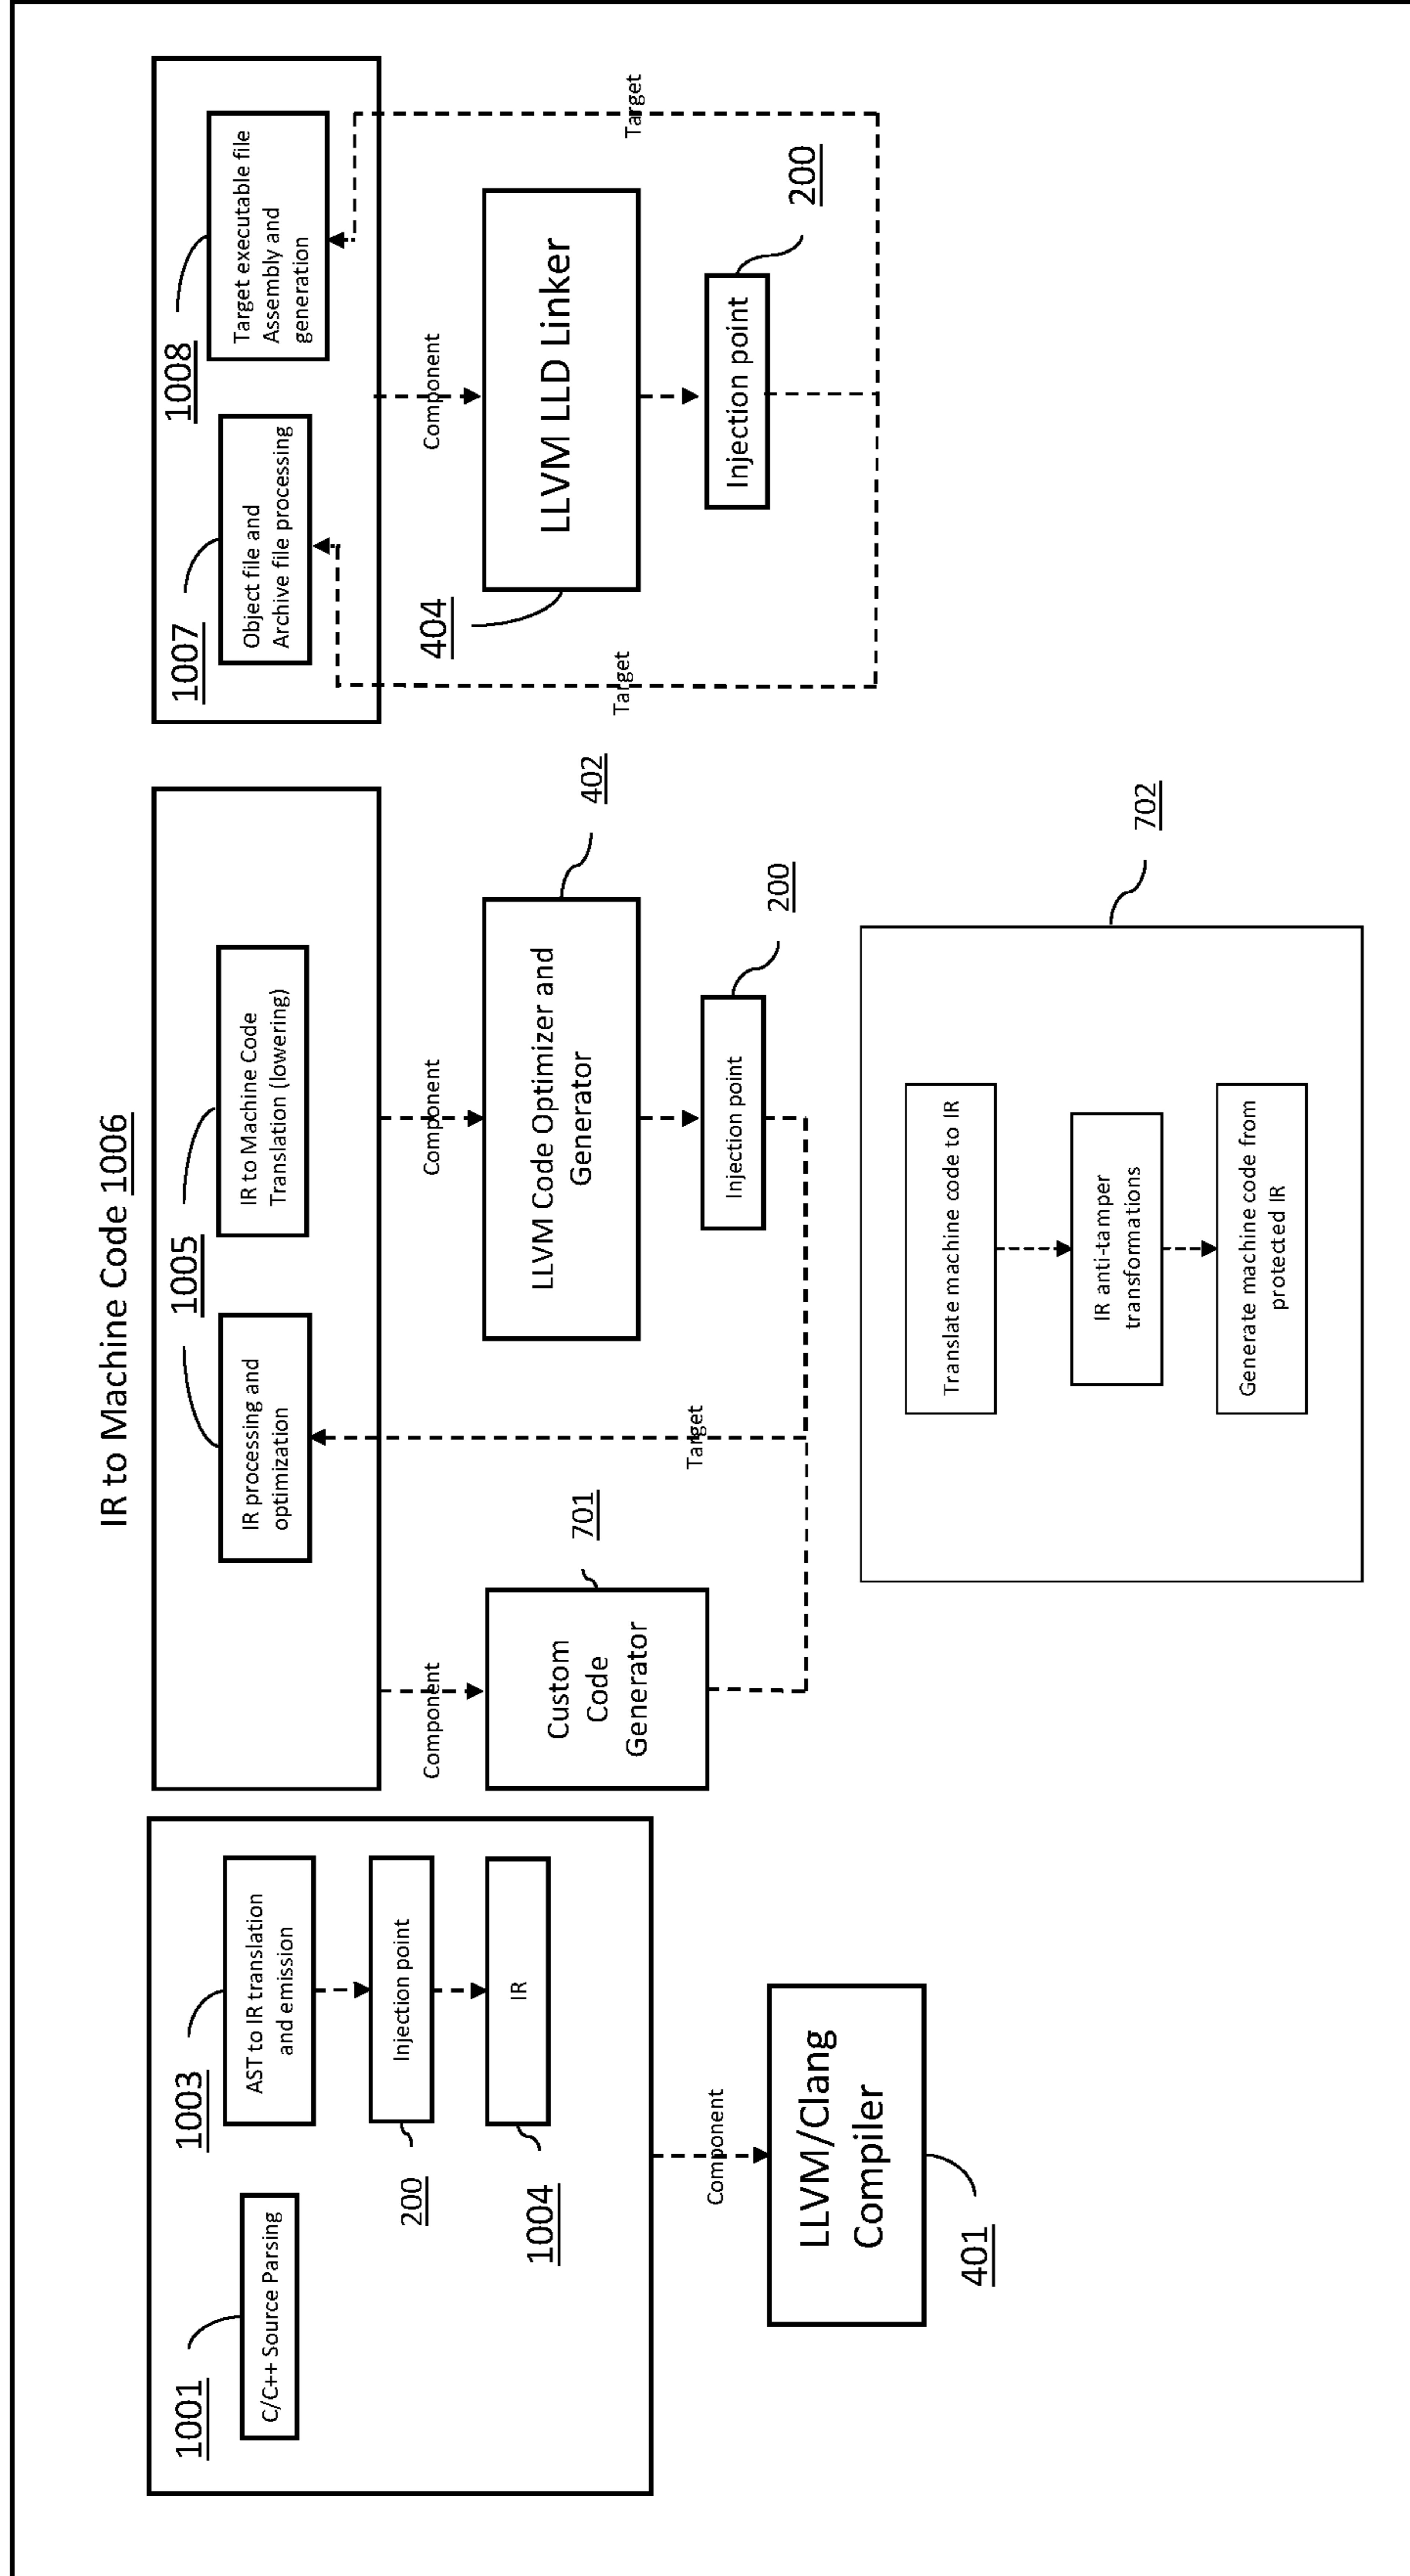 IR to Machine Code 1006
1001
C/C++ Source Parsing
1003
AST to IR translation
and emission
Injection point
200
IR
1004
Component
LLVM/Clang
Compiler
401
1005
IR processing and
optimization
IR to Machine Code
Translation (lowering)
Component
Custom
Code
Generator
701
Target
Component
LLVM Code Optimizer and
Generator
402
Injection point
200
702
Translate machine code to IR
IR anti-tamper
transformations
Generate machine code from
protected IR
1007
Object file and
Archive file processing
1008
Target executable file
Assembly and
generation
Component
LLVM LLD Linker
404
Injection point
200
Target
Target